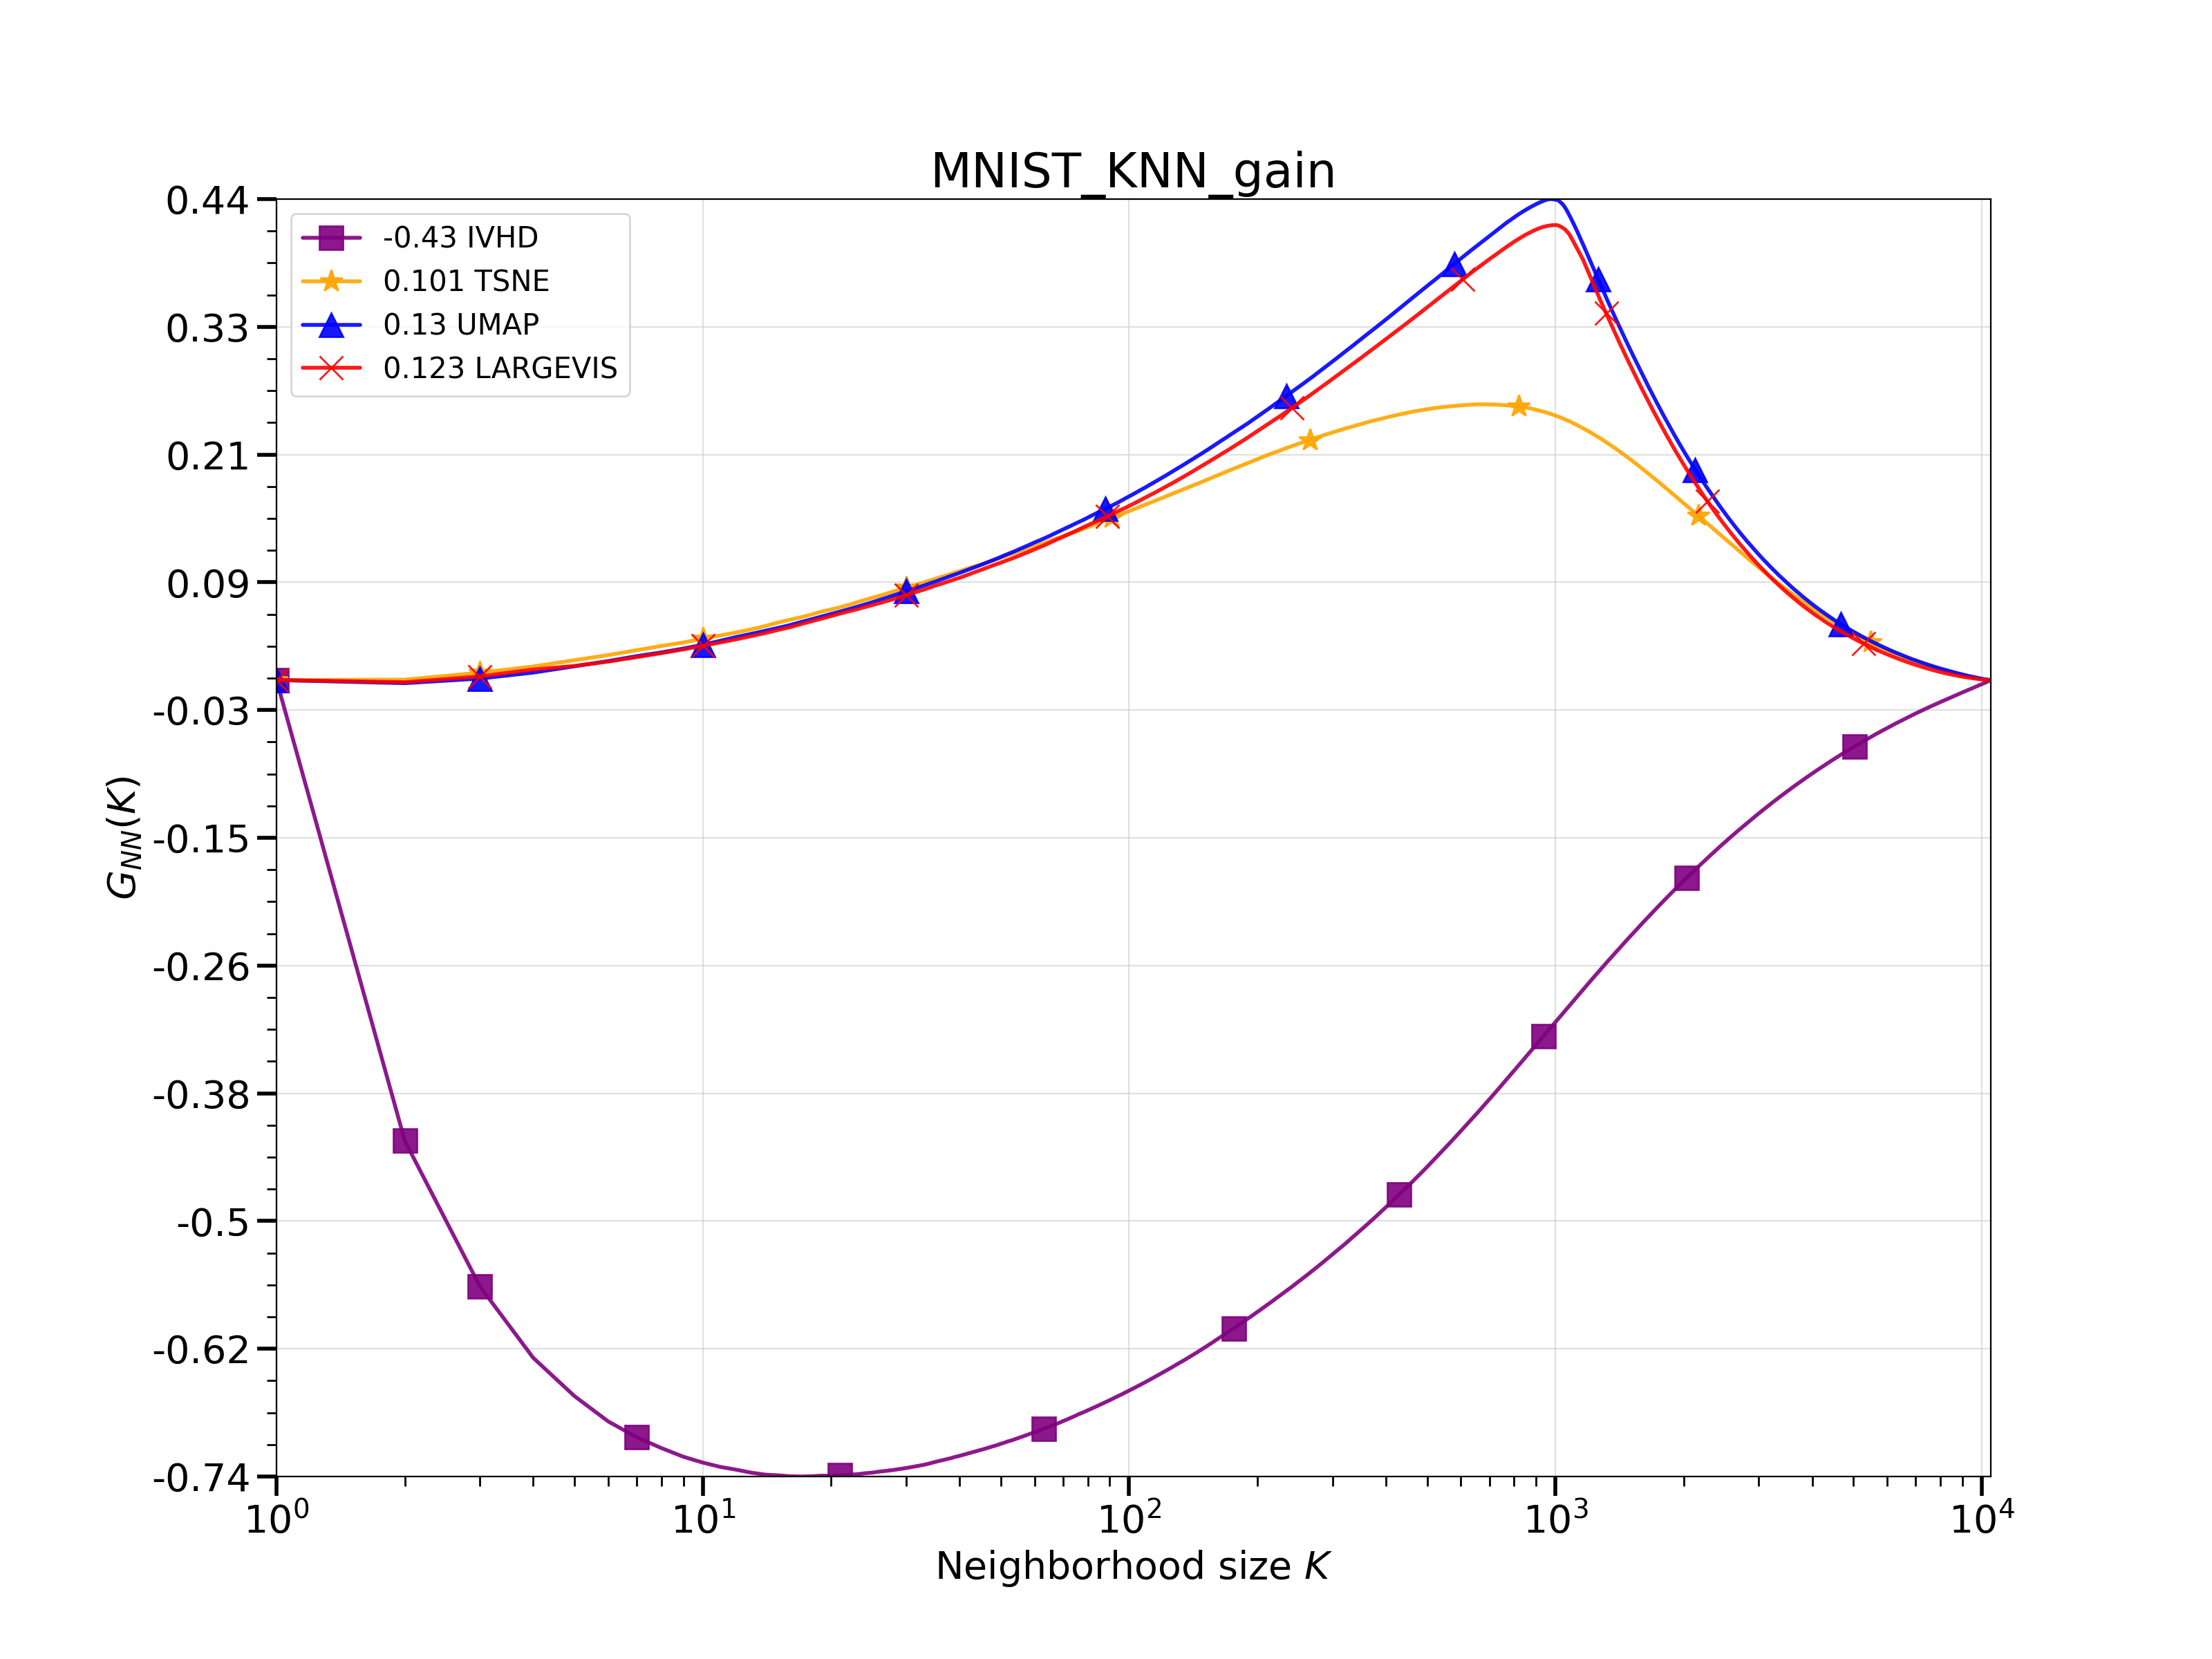 MNIST_KNN_gain
0.44
0.33
0.21
0.09
-0.03
-0.15
-0.26
-0.38
-0.5
-0.62
-0.74
-0.43 IVHD
0.101 TSNE
0.13 UMAP
0.123 LARGEVIS
G_NN(K)
10^0 10^1 10^2 10^3 10^4
Neighborhood size K